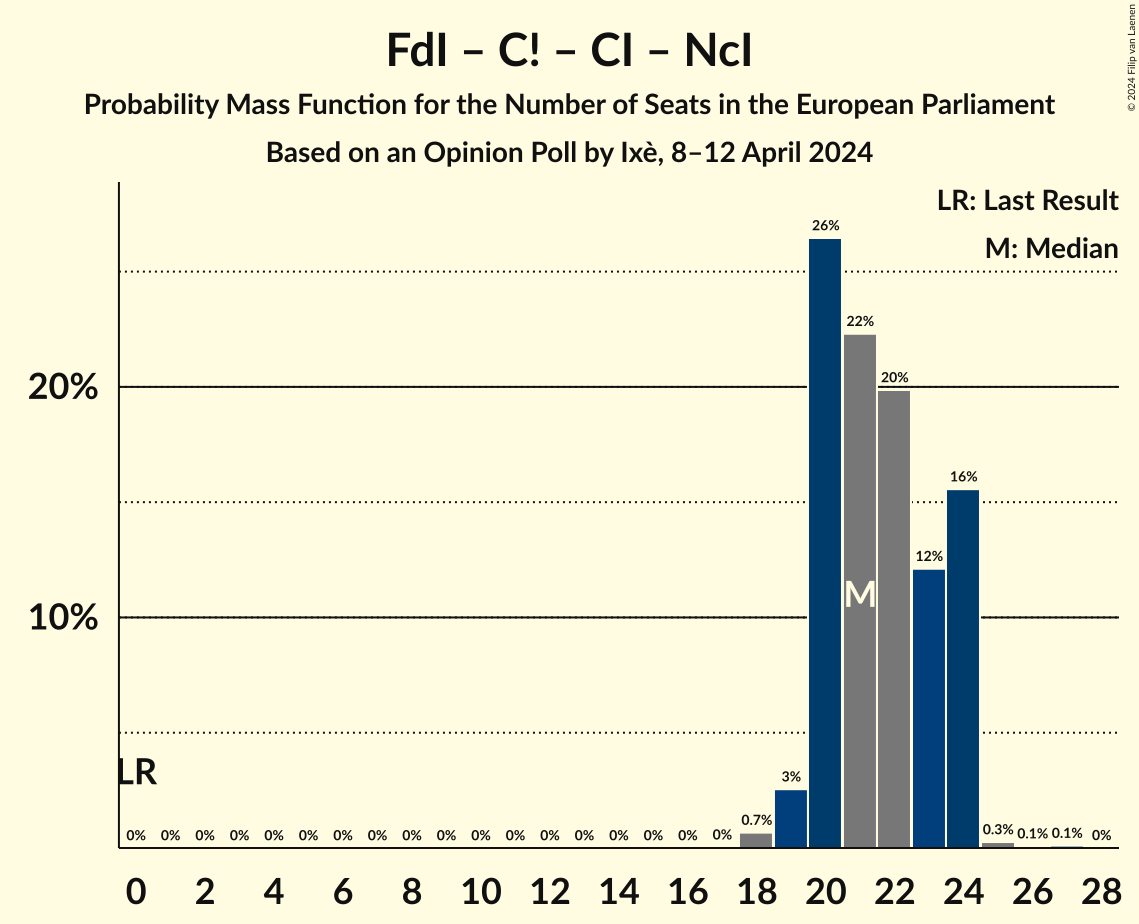 FdI – C! – CI – NcI
Probability Mass Function for the Number of Seats in the European Parliament
Based on an Opinion Poll by Ixè, 8–12 April 2024
© 2024 Filip van Laenen
LR: Last Result
M: Median
26%
22%
20%
20%
16%
12%
M
10%
LR
3%
0% 0% 0% 0% 0% 0% 0% 0% 0% 0% 0% 0% 0% 0% 0% 0% 0% 0% 0.7% 0.3% 0.1% 0.1% 0%
0 2 4 6 8 10 12 14 16 18 20 22 24 26 28